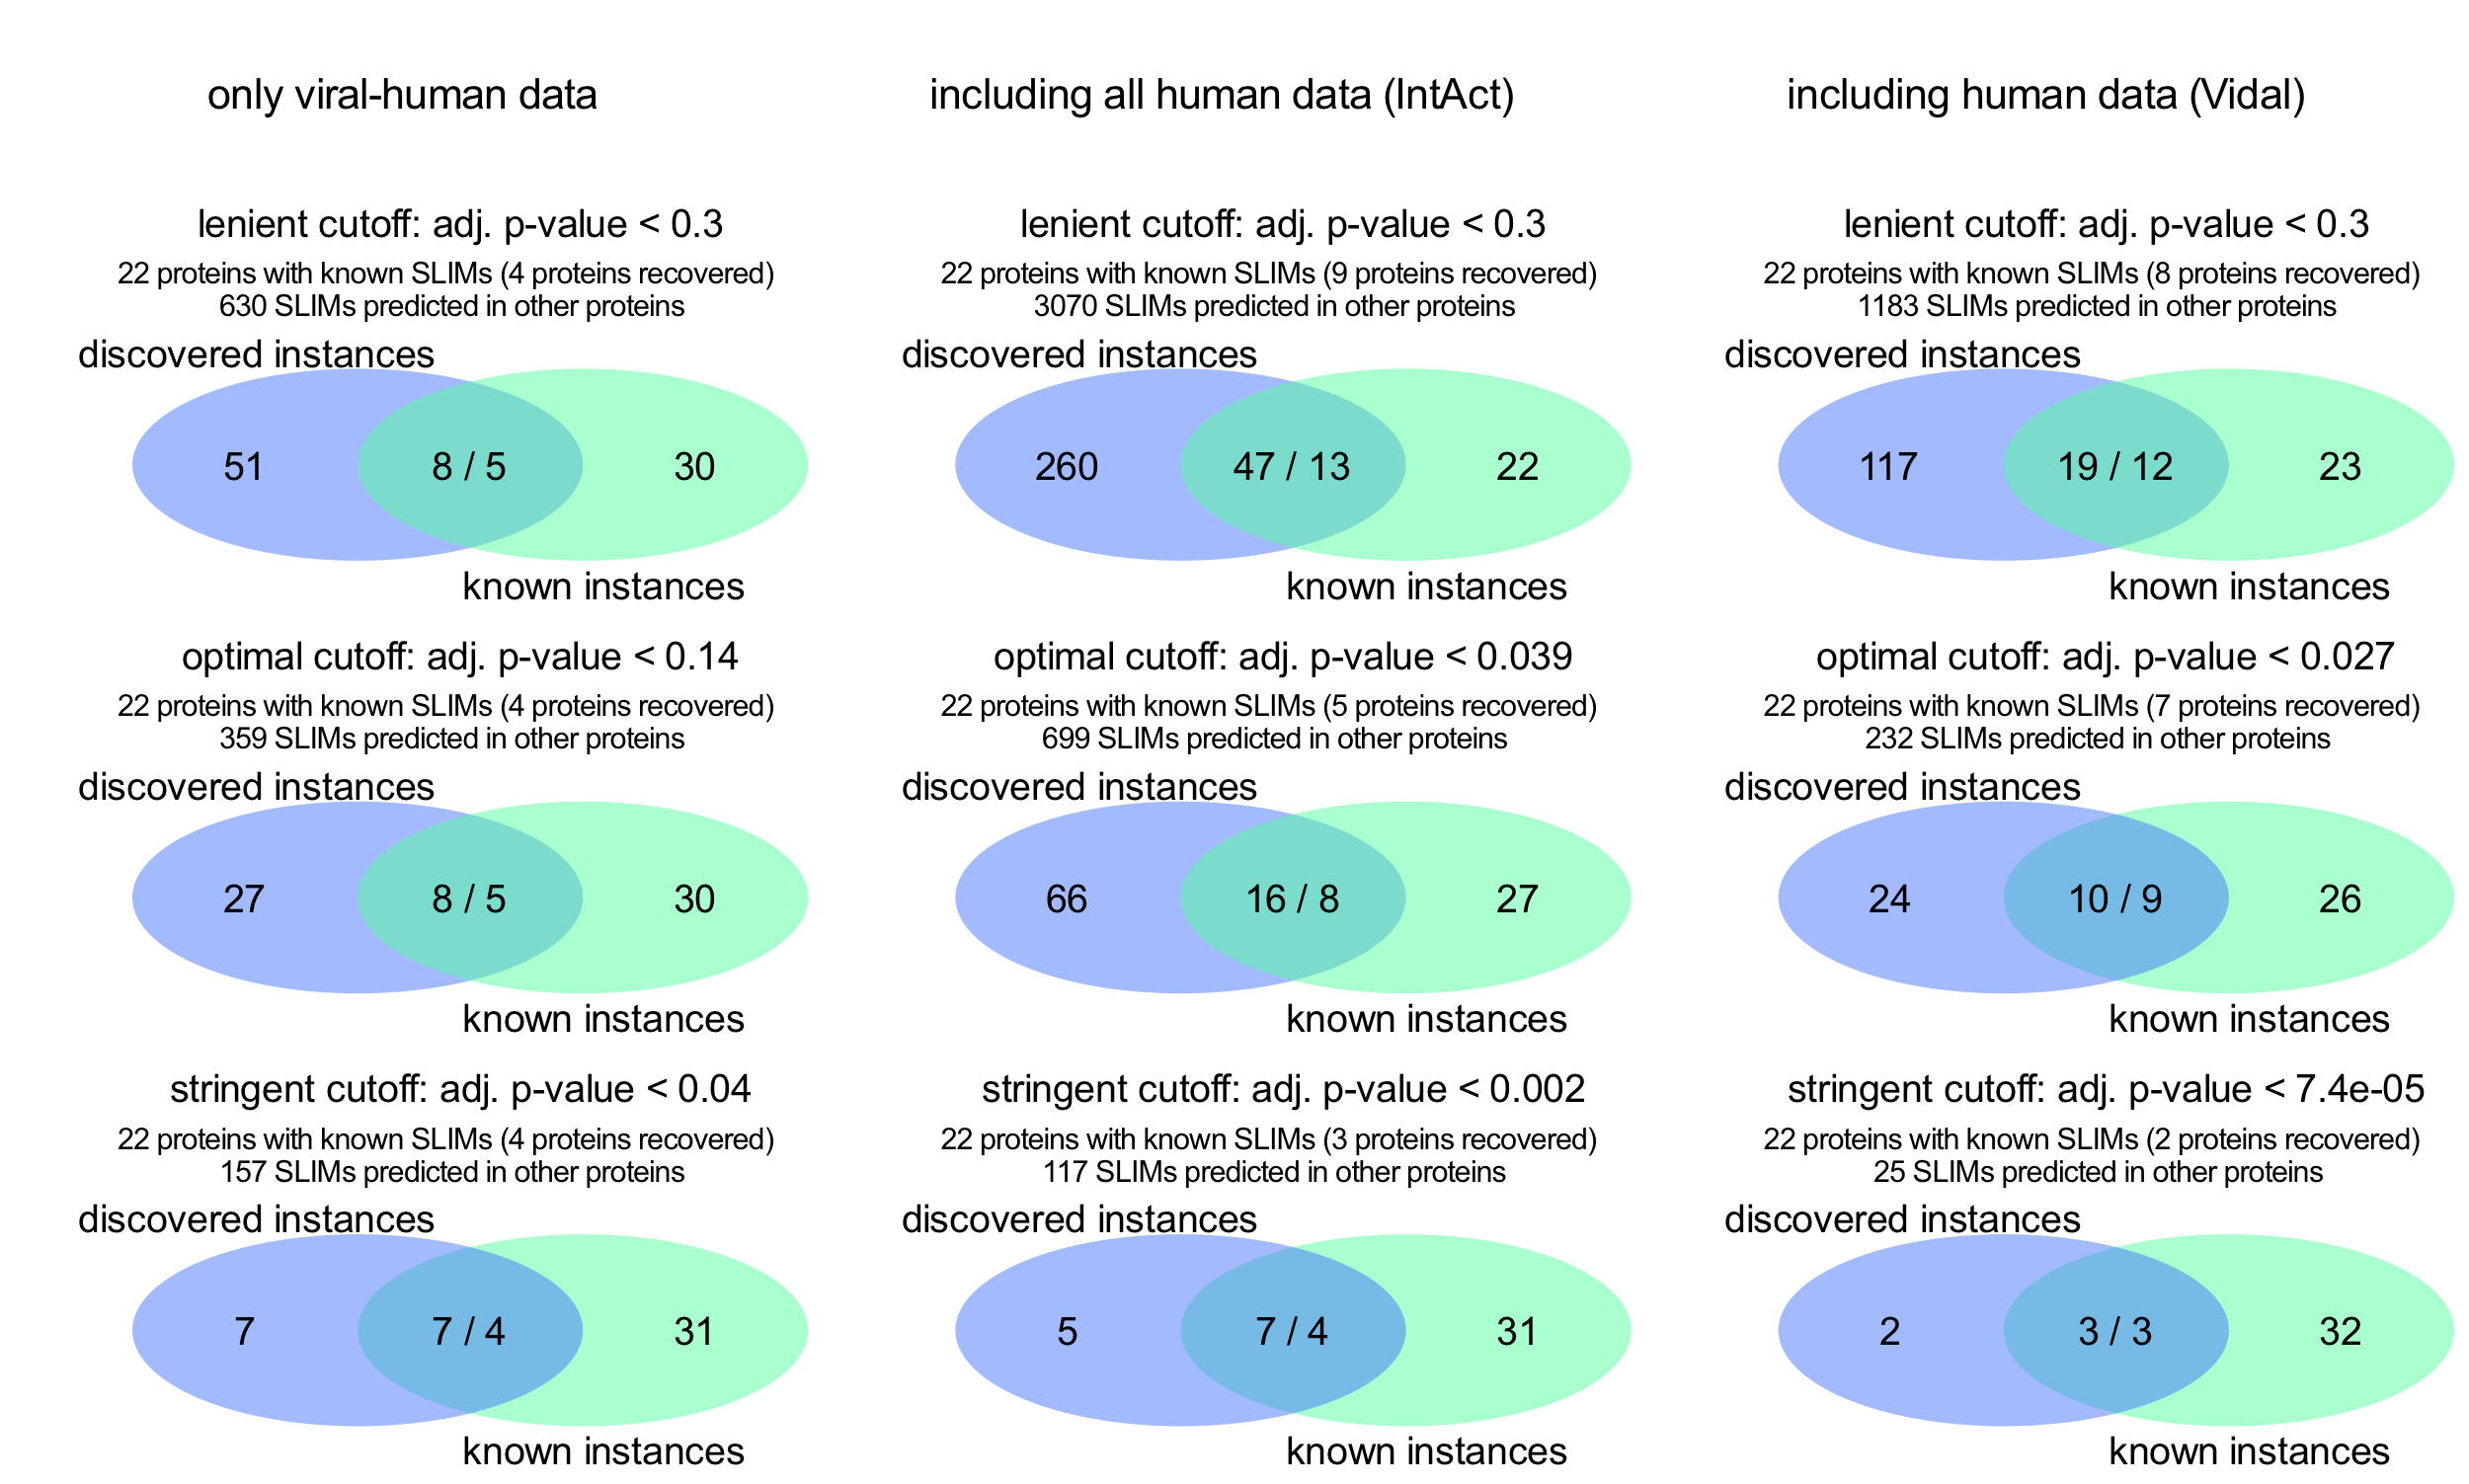 only viral-human data
including all human data (IntAct)
including human data (Vidal)
lenient cutoff: adj. p-value < 0.3
22 proteins with known SLIMs (4 proteins recovered)
630 SLIMs predicted in other proteins
discovered instances
51
8 / 5
30
known instances
lenient cutoff: adj. p-value < 0.3
22 proteins with known SLIMs (9 proteins recovered)
3070 SLIMs predicted in other proteins
discovered instances
260
47 / 13
22
known instances
lenient cutoff: adj. p-value < 0.3
22 proteins with known SLIMs (8 proteins recovered)
1183 SLIMs predicted in other proteins
discovered instances
117
19 / 12
23
known instances
optimal cutoff: adj. p-value < 0.14
22 proteins with known SLIMs (4 proteins recovered)
359 SLIMs predicted in other proteins
discovered instances
27
8 / 5
30
known instances
optimal cutoff: adj. p-value < 0.039
22 proteins with known SLIMs (5 proteins recovered)
699 SLIMs predicted in other proteins
discovered instances
66
16 / 8
27
known instances
optimal cutoff: adj. p-value < 0.027
22 proteins with known SLIMs (7 proteins recovered)
232 SLIMs predicted in other proteins
discovered instances
24
10 / 9
26
known instances
stringent cutoff: adj. p-value < 0.04
22 proteins with known SLIMs (4 proteins recovered)
157 SLIMs predicted in other proteins
discovered instances
7
7 / 4
31
known instances
stringent cutoff: adj. p-value < 0.002
22 proteins with known SLIMs (3 proteins recovered)
117 SLIMs predicted in other proteins
discovered instances
5
7 / 4
31
known instances
stringent cutoff: adj. p-value < 7.4e-05
22 proteins with known SLIMs (2 proteins recovered)
25 SLIMs predicted in other proteins
discovered instances
2
3 / 3
32
known instances